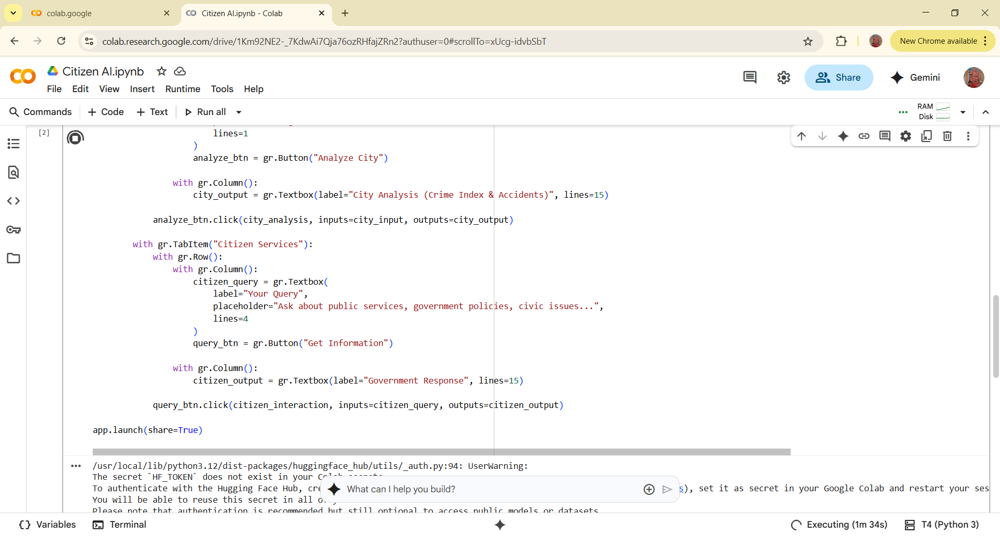 colab.google
Citizen AI.ipynb - Colab
colab.research.google.com/drive/1Km92NE2-_7KdwAi7Qja76ozRHfajZRn2?authuser=0#scrollTo=xUcg-idvbSbT
New Chrome available
Citizen AI.ipynb
File Edit View Insert Runtime Tools Help
Share
Gemini
Commands + Code + Text Run all
RAM
Disk
[2]
lines=1
)
analyze_btn = gr.Button("Analyze City")
with gr.Column():
city_output = gr.Textbox(label="City Analysis (Crime Index & Accidents)", lines=15)
analyze_btn.click(city_analysis, inputs=city_input, outputs=city_output)
with gr.TabItem("Citizen Services"):
with gr.Row():
with gr.Column():
citizen_query = gr.Textbox(
label="Your Query",
placeholder="Ask about public services, government policies, civic issues...",
lines=4
)
query_btn = gr.Button("Get Information")
with gr.Column():
citizen_output = gr.Textbox(label="Government Response", lines=15)
query_btn.click(citizen_interaction, inputs=citizen_query, outputs=citizen_output)
app.launch(share=True)
/usr/local/lib/python3.12/dist-packages/huggingface_hub/utils/_auth.py:94: UserWarning:
The secret `HF_TOKEN` does not exist in your Colab secrets.
To authenticate with the Hugging Face Hub, s), set it as secret in your Google Colab and restart your ses
You will be able to reuse this secret in all
Please note that authentication is recommended but still optional to access public models or datasets.
What can I help you build?
Variables
Terminal
Executing (1m 34s)
T4 (Python 3)